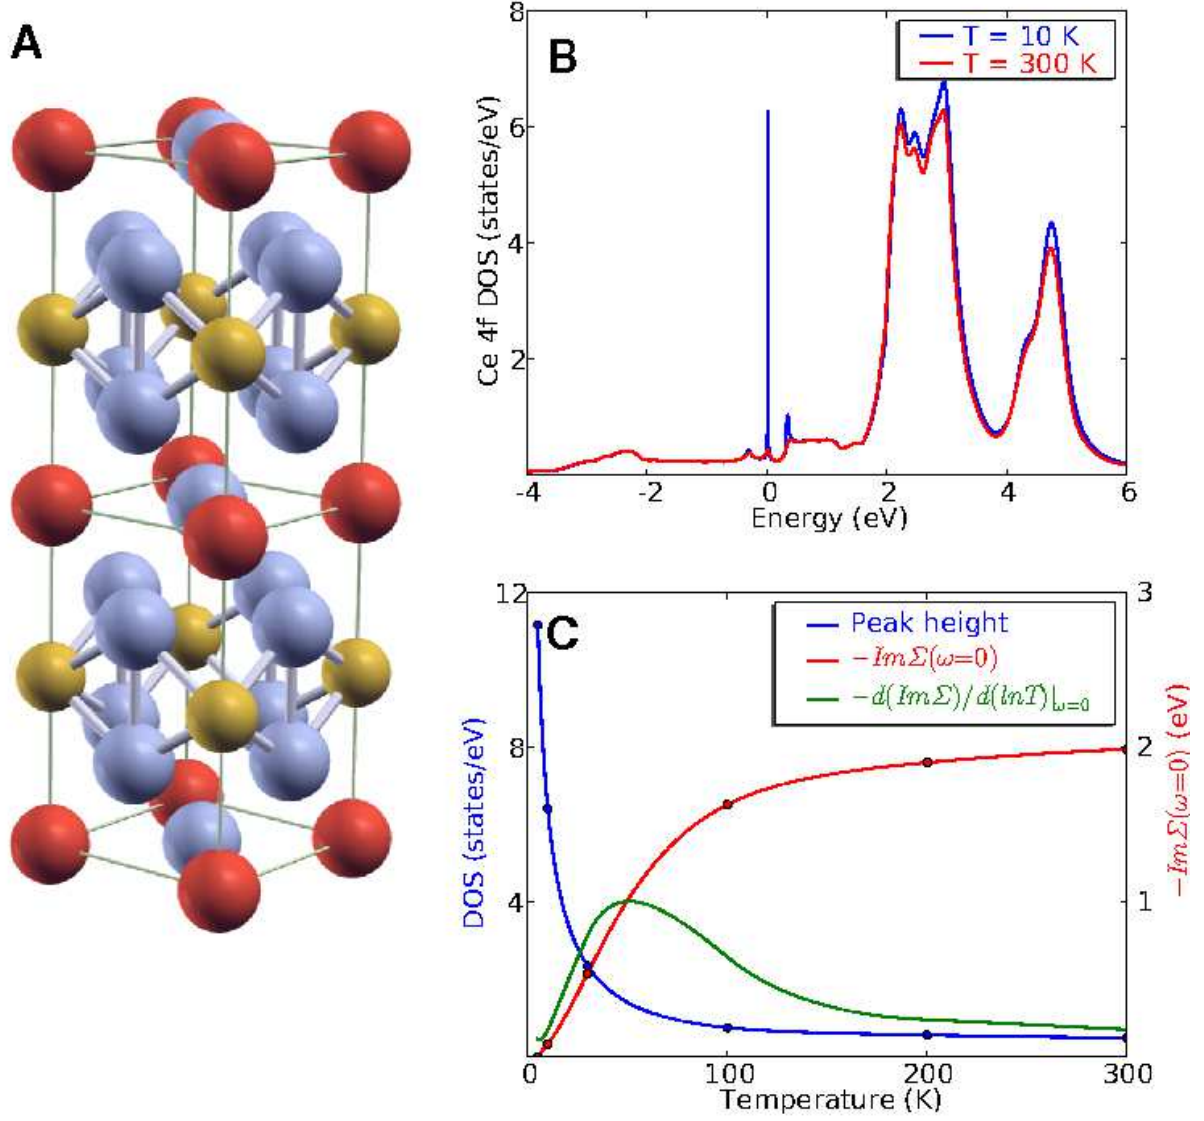 A
B
8
6
4
2
Ce 4f DOS (states/eV)
T = 10 K
T = 300 K
-4 -2 0 2 4 6
Energy (eV)
C
12
8
4
DOS (states/eV)
Peak height
−ImΣ(ω=0)
−d(ImΣ)/d(lnT)|ω=0
3
2
1
−ImΣ(ω=0) (eV)
0 100 200 300
Temperature (K)